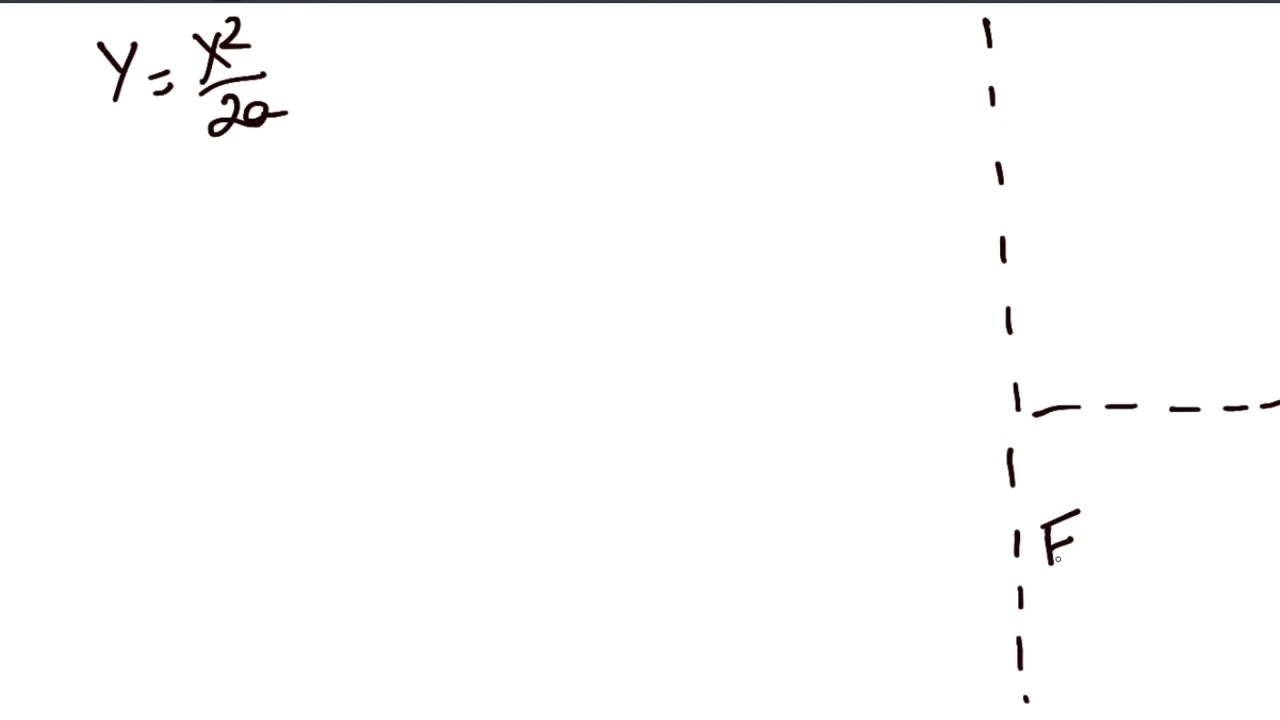 Y = x²/2a
F